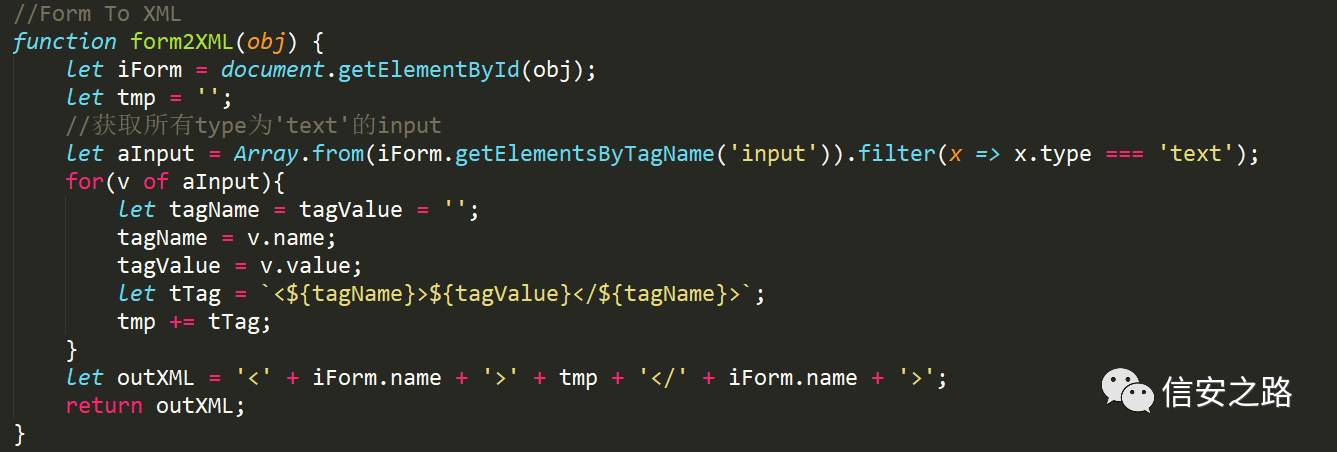 //Form To XML
function form2XML(obj) {
    let iForm = document.getElementById(obj);
    let tmp = '';
    //获取所有type为'text'的input
    let aInput = Array.from(iForm.getElementsByTagName('input')).filter(x => x.type === 'text');
    for(v of aInput){
        let tagName = tagValue = '';
        tagName = v.name;
        tagValue = v.value;
        let tTag = `<${tagName}>${tagValue}</${tagName}>`;
        tmp += tTag;
    }
    let outXML = '<' + iForm.name + '>' + tmp + '</' + iForm.name + '>';
    return outXML;
}
信安之路